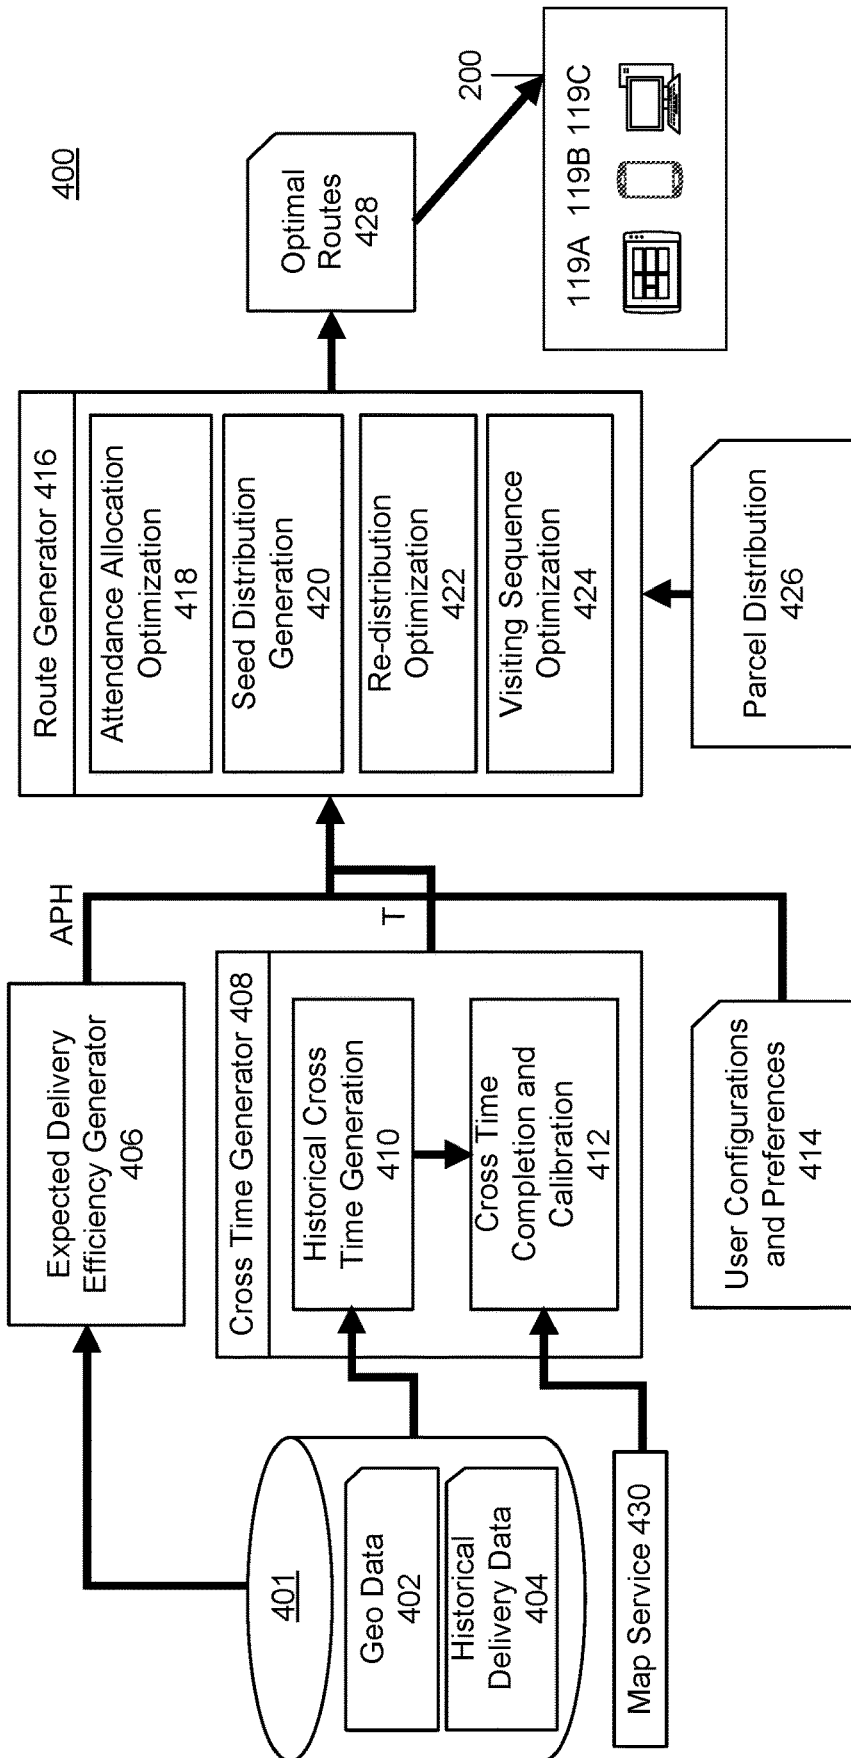 400
401
Geo Data
402
Historical
Delivery Data
404
Map Service 430
Expected Delivery
Efficiency Generator
406
APH
Cross Time Generator 408
Historical Cross
Time Generation
410
Cross Time
Completion and
Calibration
412
T
User Configurations
and Preferences
414
Route Generator 416
Attendance Allocation
Optimization
418
Seed Distribution
Generation
420
Re-distribution
Optimization
422
Visiting Sequence
Optimization
424
Parcel Distribution
426
Optimal
Routes
428
200
119A 119B 119C